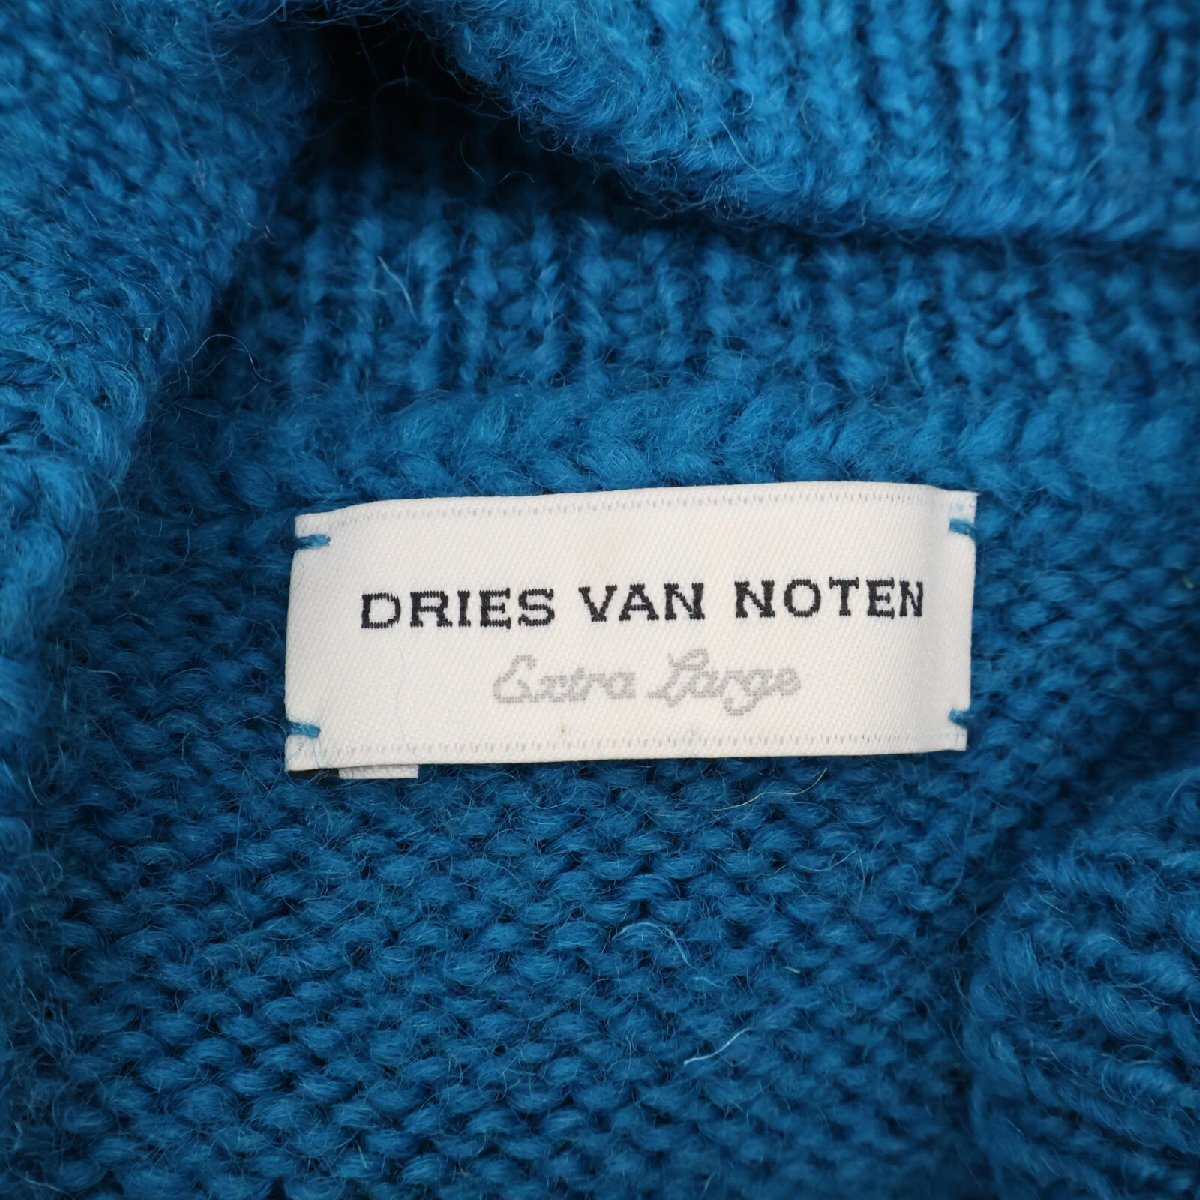 DRIES VAN NOTEN
Extra Large